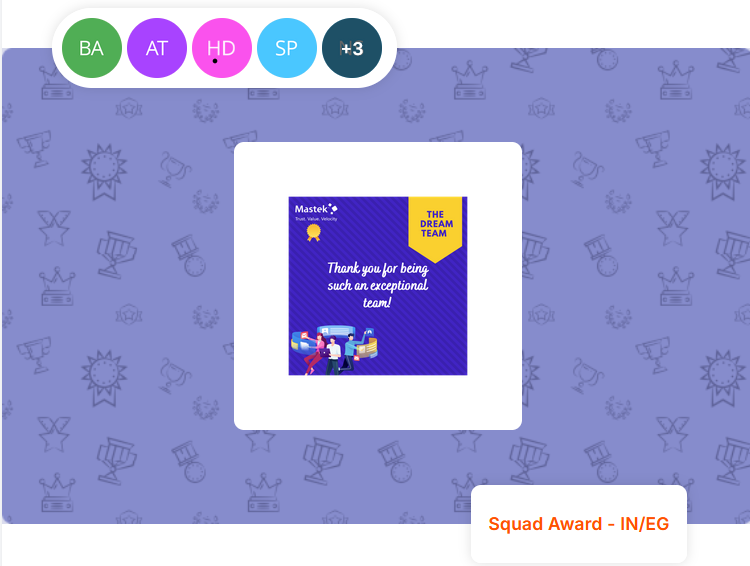 BA AT HD SP +3
Mastek
Trust. Value. Velocity
THE
DREAM
TEAM
Thank you for being
such an exceptional
team!
Squad Award - IN/EG